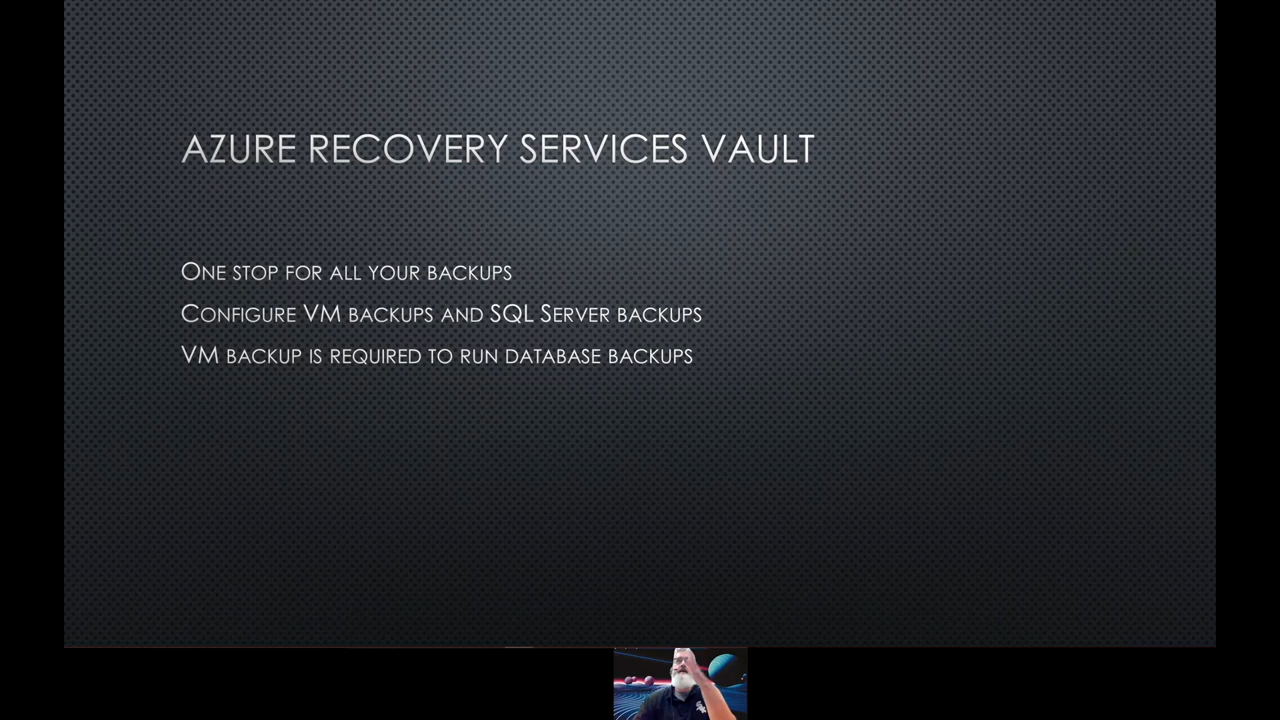 AZURE RECOVERY SERVICES VAULT
ONE STOP FOR ALL YOUR BACKUPS
CONFIGURE VM BACKUPS AND SQL SERVER BACKUPS
VM BACKUP IS REQUIRED TO RUN DATABASE BACKUPS